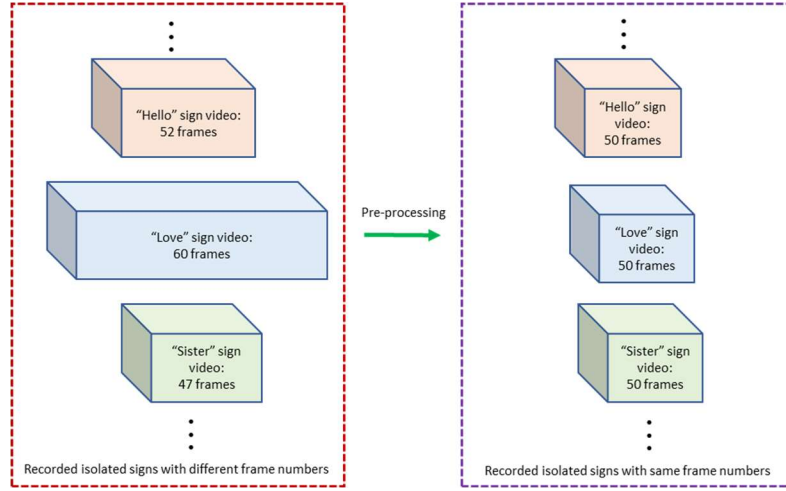 “Hello” sign video:
52 frames
“Love” sign video:
60 frames
“Sister” sign
video:
47 frames
Recorded isolated signs with different frame numbers
Pre-processing
“Hello” sign
video:
50 frames
“Love” sign
video:
50 frames
“Sister” sign
video:
50 frames
Recorded isolated signs with same frame numbers